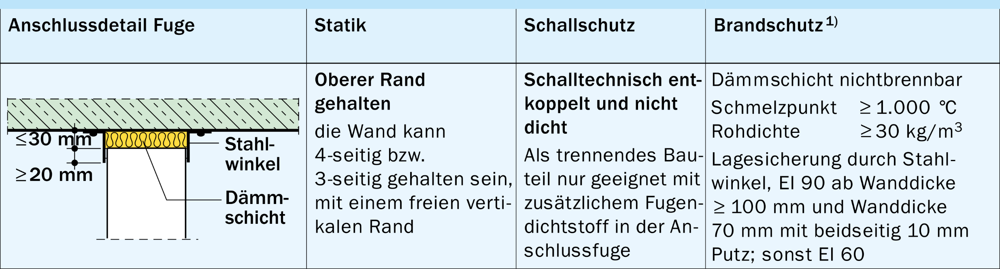 Anschlussdetail Fuge
Statik
Schallschutz
Brandschutz 1)
≤30 mm
≥20 mm
Stahl-
winkel
Dämm-
schicht
Oberer Rand
gehalten
die Wand kann
4-seitig bzw.
3-seitig gehalten sein,
mit einem freien verti-
kalen Rand
Schalltechnisch ent-
koppelt und nicht
dicht
Als trennendes Bau-
teil nur geeignet mit
zusätzlichem Fugen-
dichtstoff in der An-
schlussfuge
Dämmschicht nichtbrennbar
Schmelzpunkt ≥ 1.000 °C
Rohdichte ≥ 30 kg/m³
Lagesicherung durch Stahl-
winkel, EI 90 ab Wanddicke
≥ 100 mm und Wanddicke
70 mm mit beidseitig 10 mm
Putz; sonst EI 60